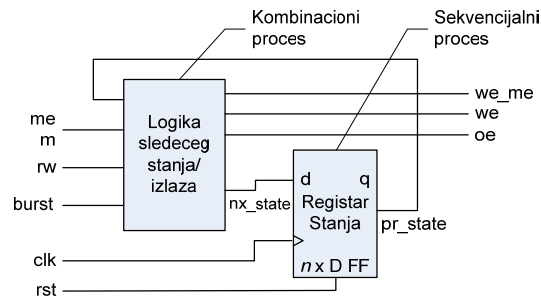 Kombinacioni
proces
Sekvencijalni
proces
me
m
rw
burst
clk
rst
Logika
sledeceg
stanja/
izlaza
we_me
we
oe
nx_state
d q
Registar
Stanja
n x D FF
pr_state